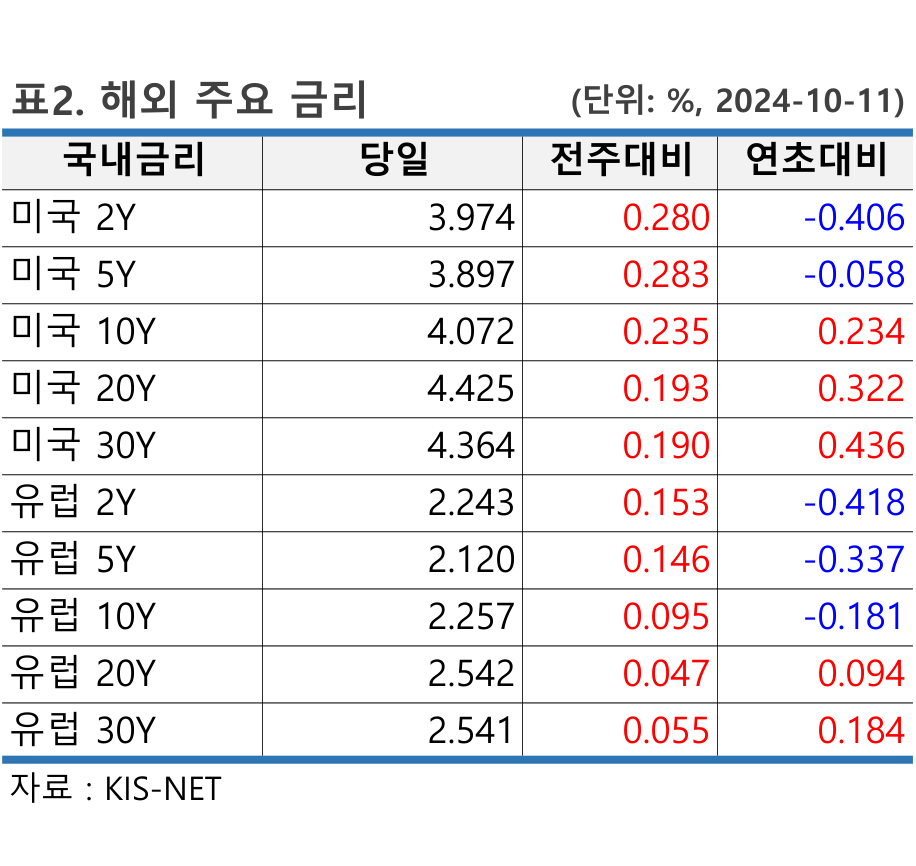 표2. 해외 주요 금리 (단위: %, 2024-10-11)
국내금리 당일 전주대비 연초대비
미국 2Y 3.974 0.280 -0.406
미국 5Y 3.897 0.283 -0.058
미국 10Y 4.072 0.235 0.234
미국 20Y 4.425 0.193 0.322
미국 30Y 4.364 0.190 0.436
유럽 2Y 2.243 0.153 -0.418
유럽 5Y 2.120 0.146 -0.337
유럽 10Y 2.257 0.095 -0.181
유럽 20Y 2.542 0.047 0.094
유럽 30Y 2.541 0.055 0.184
자료 : KIS-NET